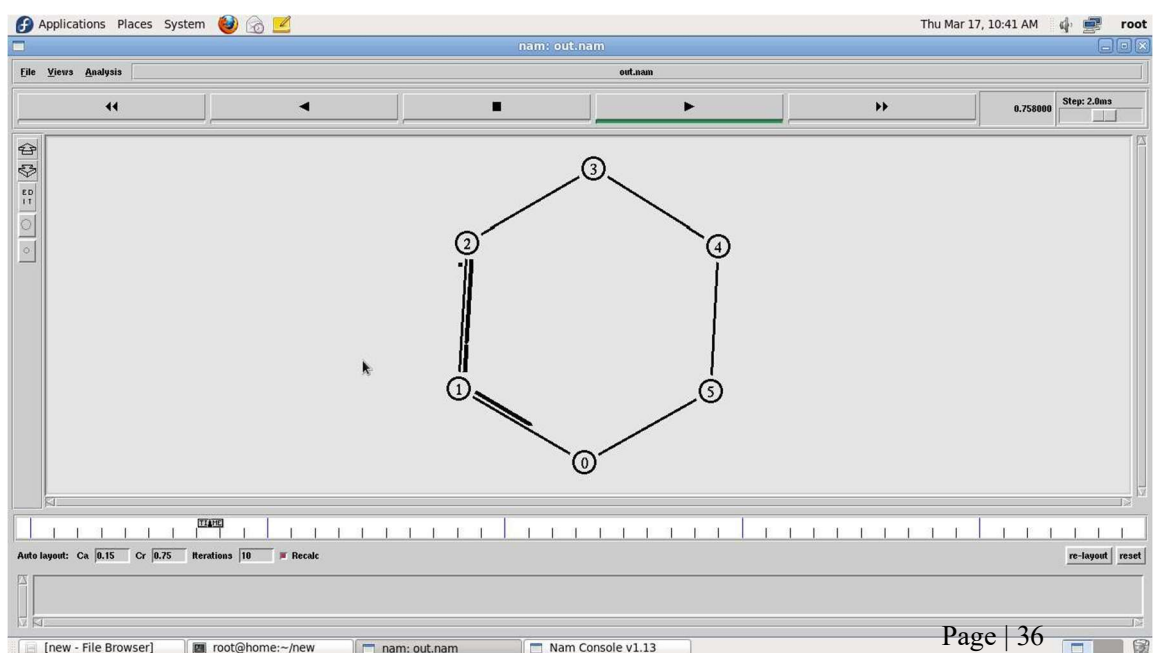 Applications Places System Thu Mar 17, 10:41 AM root
nam: out.nam
File Views Analysis out.nam
0.758000 Step: 2.0ms
ED
IT
3
2
4
1
5
0
TIME
Auto layout: Ca 0.15 Cr 0.75 Iterations 10 Recalc re-layout reset
Page | 36
[new - File Browser] root@home:~/new nam: out.nam Nam Console v1.13